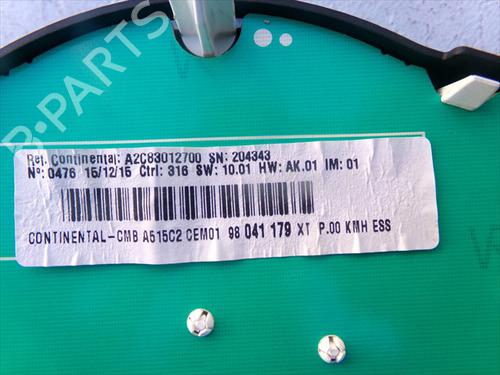 B-PARTS
Ref. Continental: A2C83012700 SN: 204343
Nº: 0476 15/12/15 Ctrl: 316 SW: 10.01 HW: AK.01 IM: 01
CONTINENTAL-CMB A515C2 CEM01 98 041 179 XT P.00 KMH ESS